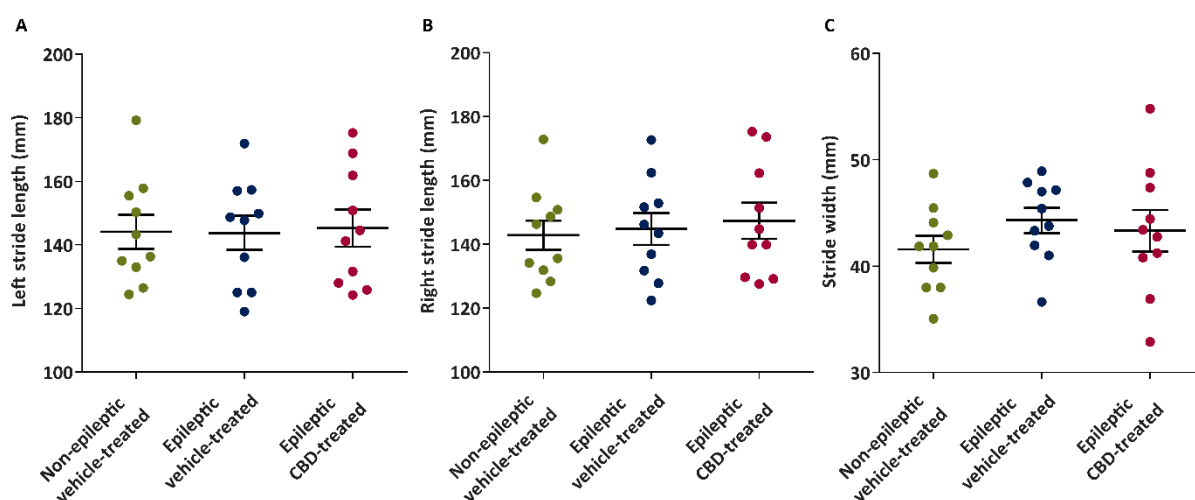 A
Left stride length (mm)
200
180
160
140
120
100
Non-epileptic
vehicle-treated
Epileptic
vehicle-treated
Epileptic
CBD-treated
B
Right stride length (mm)
200
180
160
140
120
100
Non-epileptic
vehicle-treated
Epileptic
vehicle-treated
Epileptic
CBD-treated
C
Stride width (mm)
60
50
40
30
Non-epileptic
vehicle-treated
Epileptic
vehicle-treated
Epileptic
CBD-treated